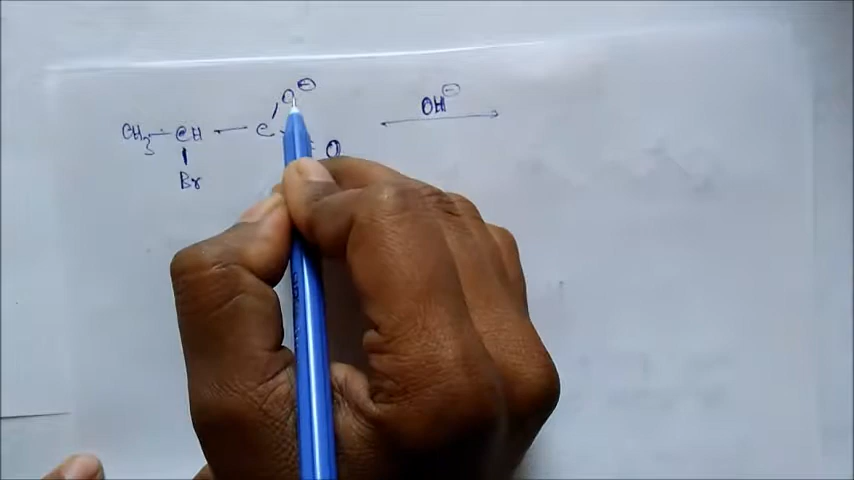 O⊖
OH⊖
CH3 — CH — C
O
Br